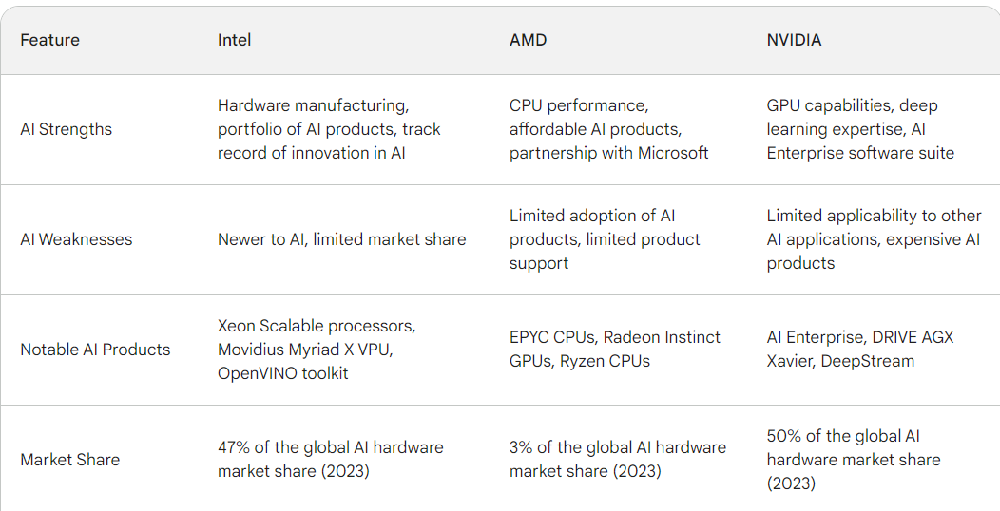 Feature Intel AMD NVIDIA
AI Strengths
Hardware manufacturing,
portfolio of AI products, track
record of innovation in AI
CPU performance,
affordable AI products,
partnership with Microsoft
GPU capabilities, deep
learning expertise, AI
Enterprise software suite
AI Weaknesses
Newer to AI, limited market share
Limited adoption of AI
products, limited product
support
Limited applicability to other
AI applications, expensive AI
products
Notable AI Products
Xeon Scalable processors,
Movidius Myriad X VPU,
OpenVINO toolkit
EPYC CPUs, Radeon Instinct
GPUs, Ryzen CPUs
AI Enterprise, DRIVE AGX
Xavier, DeepStream
Market Share
47% of the global AI hardware
market share (2023)
3% of the global AI hardware
market share (2023)
50% of the global AI
hardware market share
(2023)